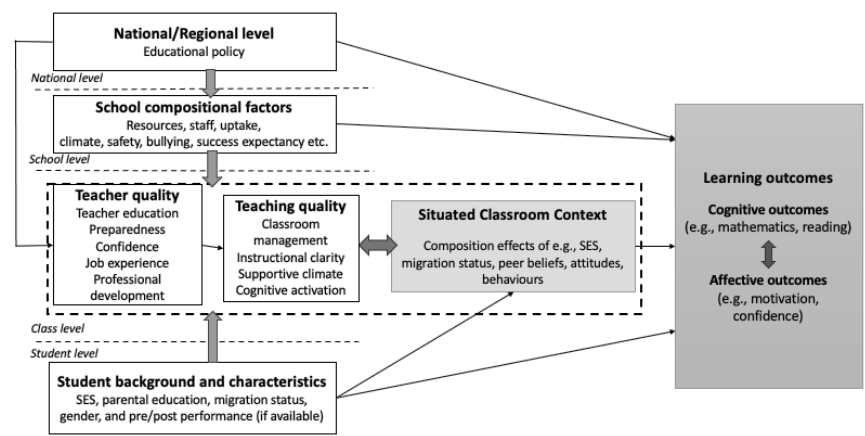 National/Regional level
Educational policy
National level
School compositional factors
Resources, staff, uptake,
climate, safety, bullying, success expectancy etc.
School level
Teacher quality
Teacher education
Preparedness
Confidence
Job experience
Professional
development
Teaching quality
Classroom
management
Instructional clarity
Supportive climate
Cognitive activation
Situated Classroom Context
Composition effects of e.g., SES,
migration status, peer beliefs, attitudes,
behaviours
Learning outcomes
Cognitive outcomes
(e.g., mathematics, reading)
Affective outcomes
(e.g., motivation,
confidence)
Class level
Student level
Student background and characteristics
SES, parental education, migration status,
gender, and pre/post performance (if available)